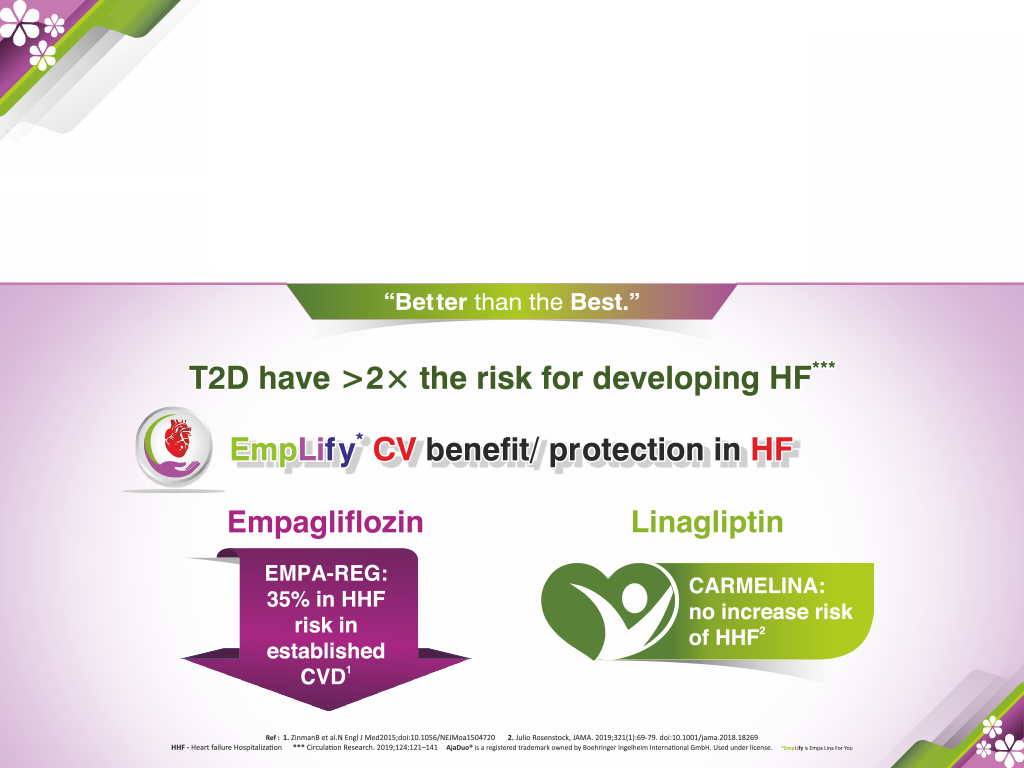 “Better than the Best.”
T2D have >2× the risk for developing HF***
EmpLify* CV benefit/ protection in HF
Empagliflozin
EMPA-REG:
35% in HHF
risk in
established
CVD1
Linagliptin
CARMELINA:
no increase risk
of HHF2
Ref : 1. ZinmanB et al.N Engl J Med2015;doi:10.1056/NEJMoa1504720 2. Julio Rosenstock, JAMA. 2019;321(1):69-79. doi:10.1001/jama.2018.18269
HHF - Heart failure Hospitalization *** Circulation Research. 2019;124:121–141 AjaDuo® is a registered trademark owned by Boehringer Ingelheim International GmbH. Used under license. *EmpLify is Empa Lina For You